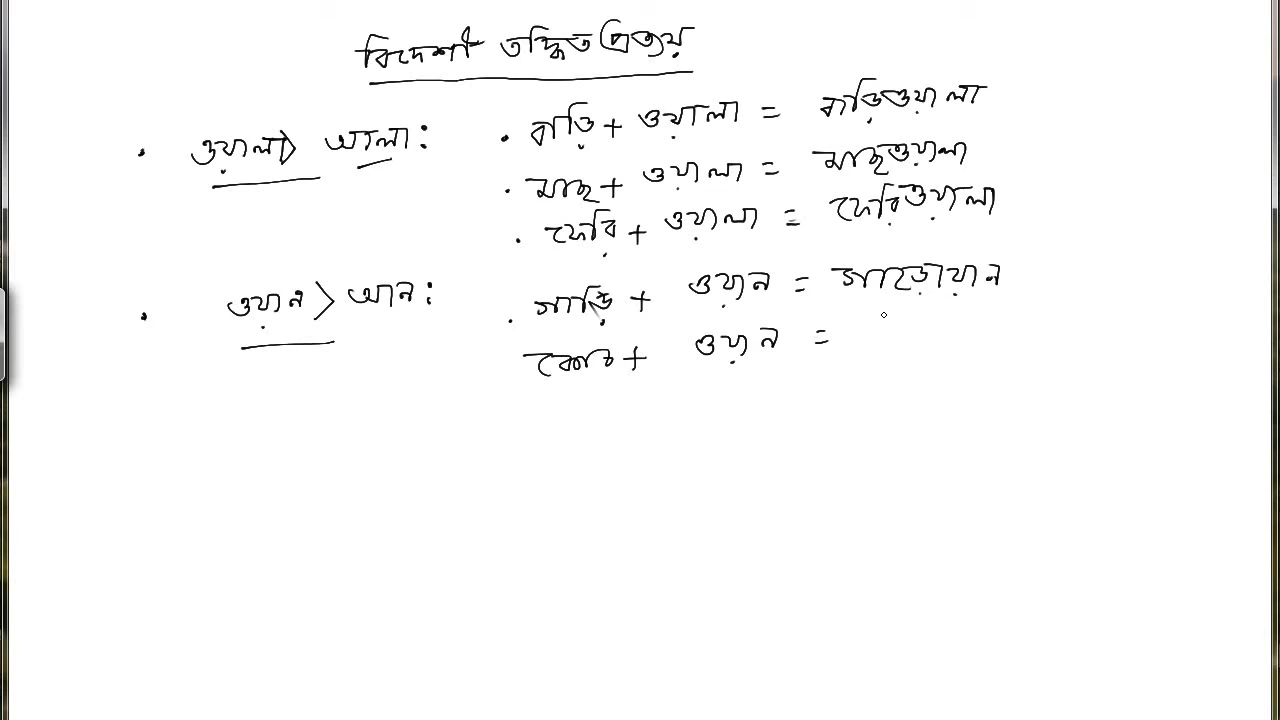 বিদেশী তদ্ধিত প্রত্যয়
. ওয়ালা > আলা : . বাড়ি + ওয়ালা = বাড়িওয়ালা
. মাছ + ওয়ালা = মাছওয়ালা
. ফেরি + ওয়ালা = ফেরিওয়ালা
. ওয়ান > আন : . গাড়ি + ওয়ান = গাড়োয়ান
কোচ + ওয়ান =